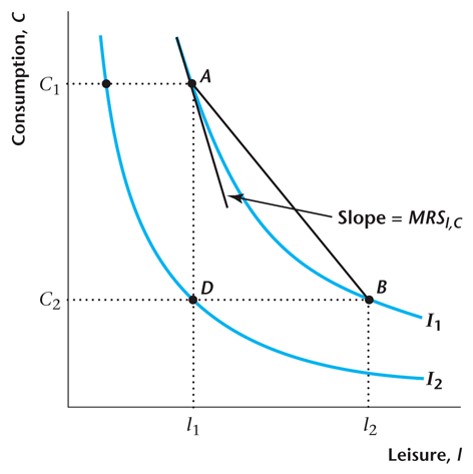 Consumption, C
C1
A
Slope = MRSl,C
D
B
C2
I1
I2
l1
l2
Leisure, l